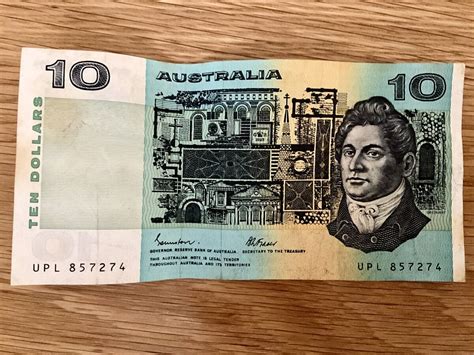 10 AUSTRALIA 10
TEN DOLLARS
GOVERNOR RESERVE BANK OF AUSTRALIA SECRETARY TO THE TREASURY
THIS AUSTRALIAN NOTE IS LEGAL TENDER
THROUGHOUT AUSTRALIA AND ITS TERRITORIES
UPL 857274 UPL 857274